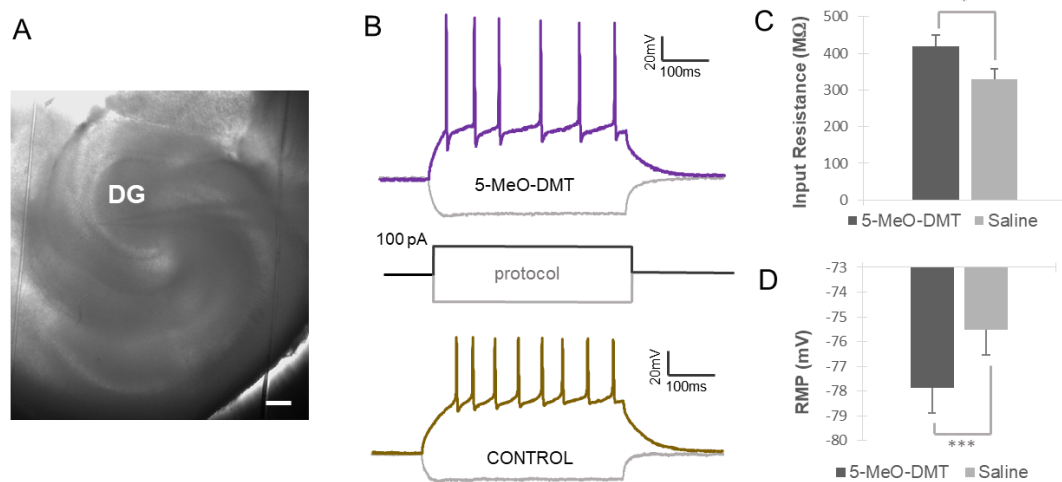 A
DG
B
20mV
100ms
5-MeO-DMT
100 pA
protocol
20mV
100ms
CONTROL
C
Input Resistance (MΩ)
500
400
300
200
100
0
5-MeO-DMT
Saline
D
RMP (mV)
-73
-74
-75
-76
-77
-78
-79
-80
***
5-MeO-DMT
Saline